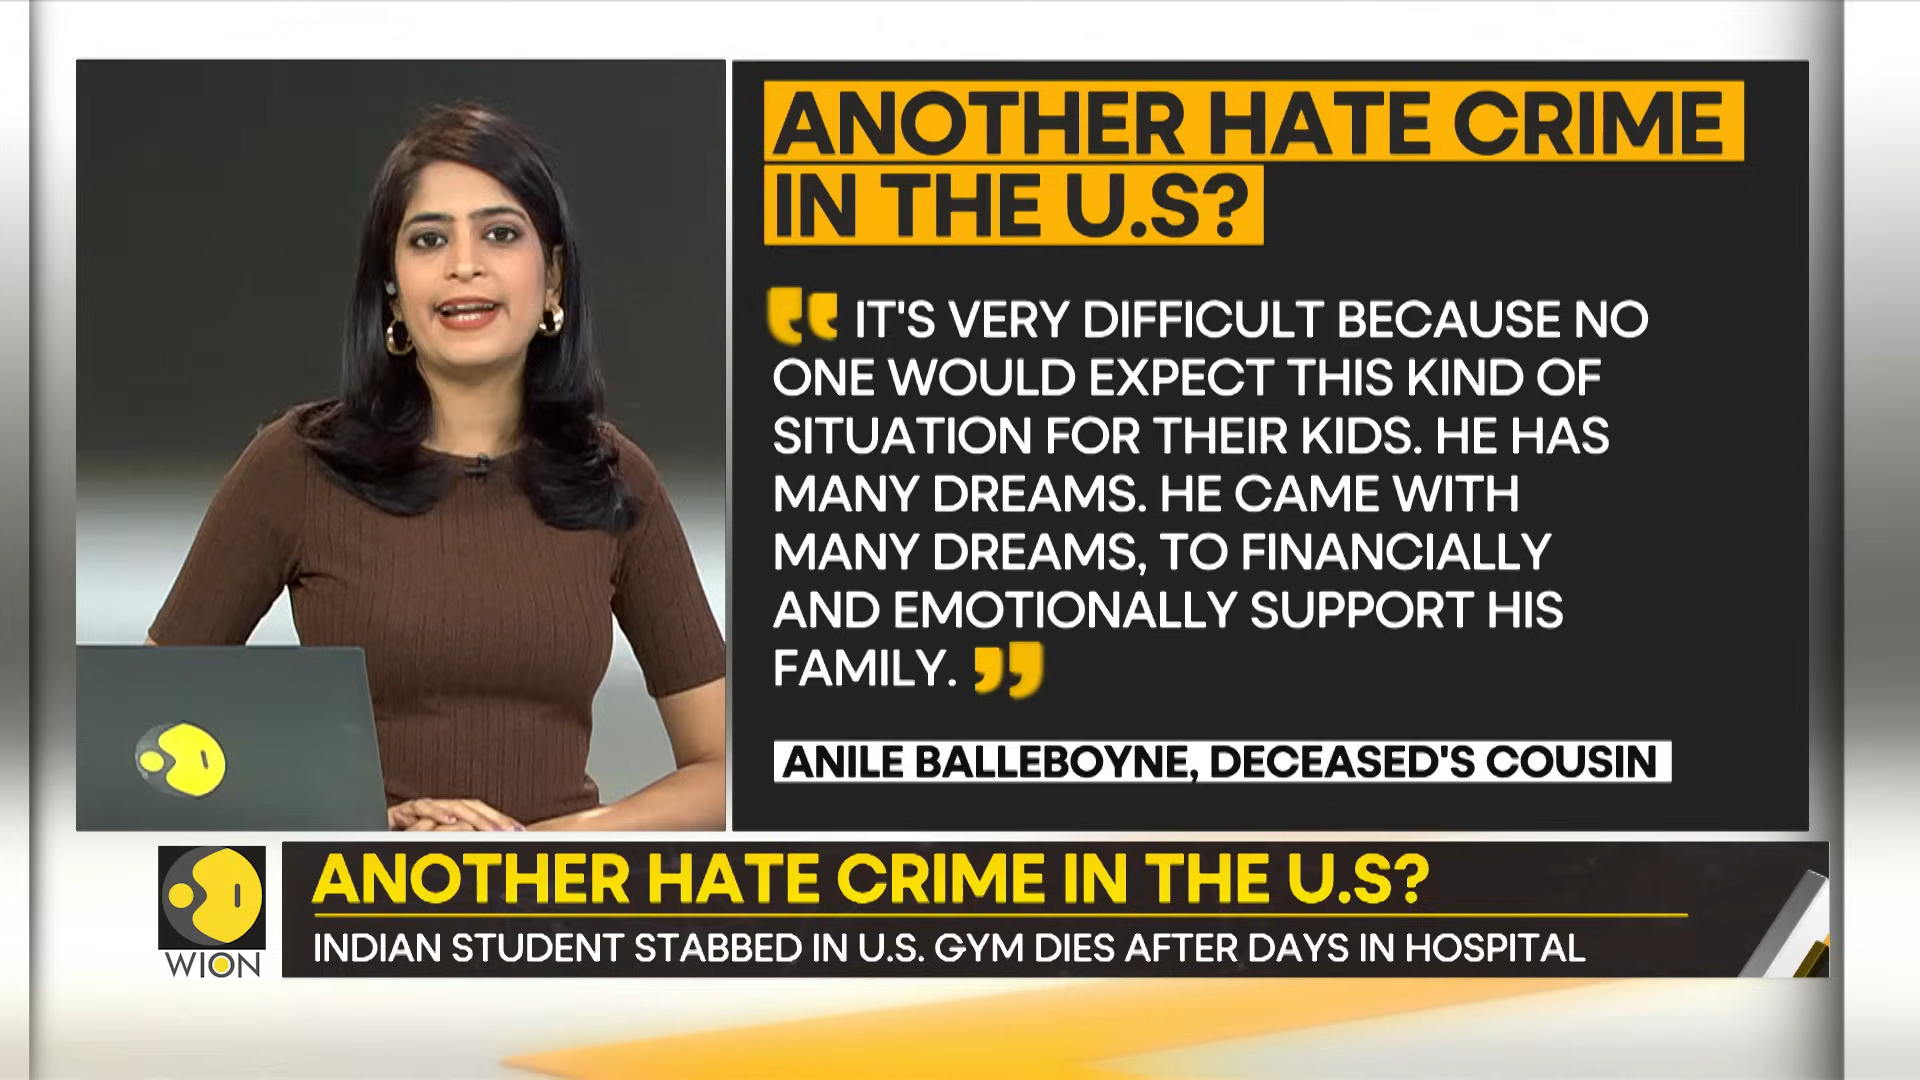 ANOTHER HATE CRIME
IN THE U.S?
IT'S VERY DIFFICULT BECAUSE NO
ONE WOULD EXPECT THIS KIND OF
SITUATION FOR THEIR KIDS. HE HAS
MANY DREAMS. HE CAME WITH
MANY DREAMS, TO FINANCIALLY
AND EMOTIONALLY SUPPORT HIS
FAMILY.
ANILE BALLEBOYNE, DECEASED'S COUSIN
ANOTHER HATE CRIME IN THE U.S?
INDIAN STUDENT STABBED IN U.S. GYM DIES AFTER DAYS IN HOSPITAL
WION